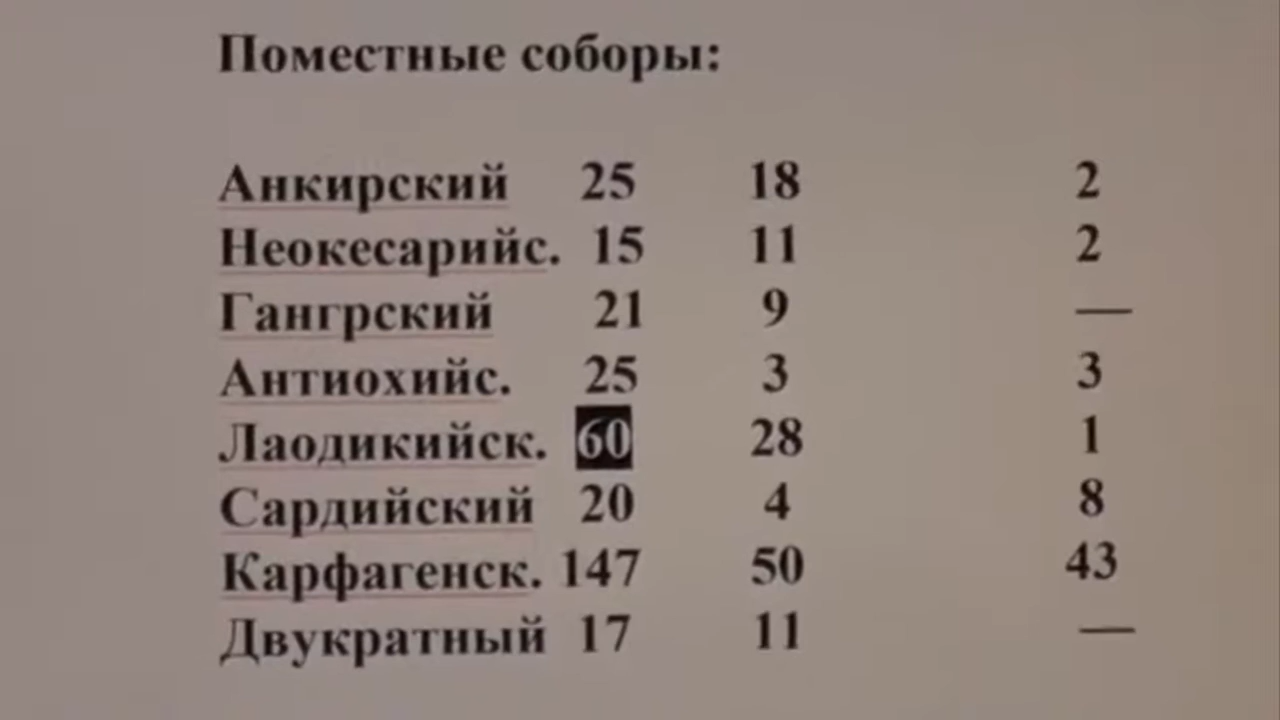 Поместные соборы:
Анкирский 25 18 2
Неокесарийс. 15 11 2
Гангрский 21 9 —
Антиохийс. 25 3 3
Лаодикийск. 60 28 1
Сардийский 20 4 8
Карфагенск. 147 50 43
Двукратный 17 11 —